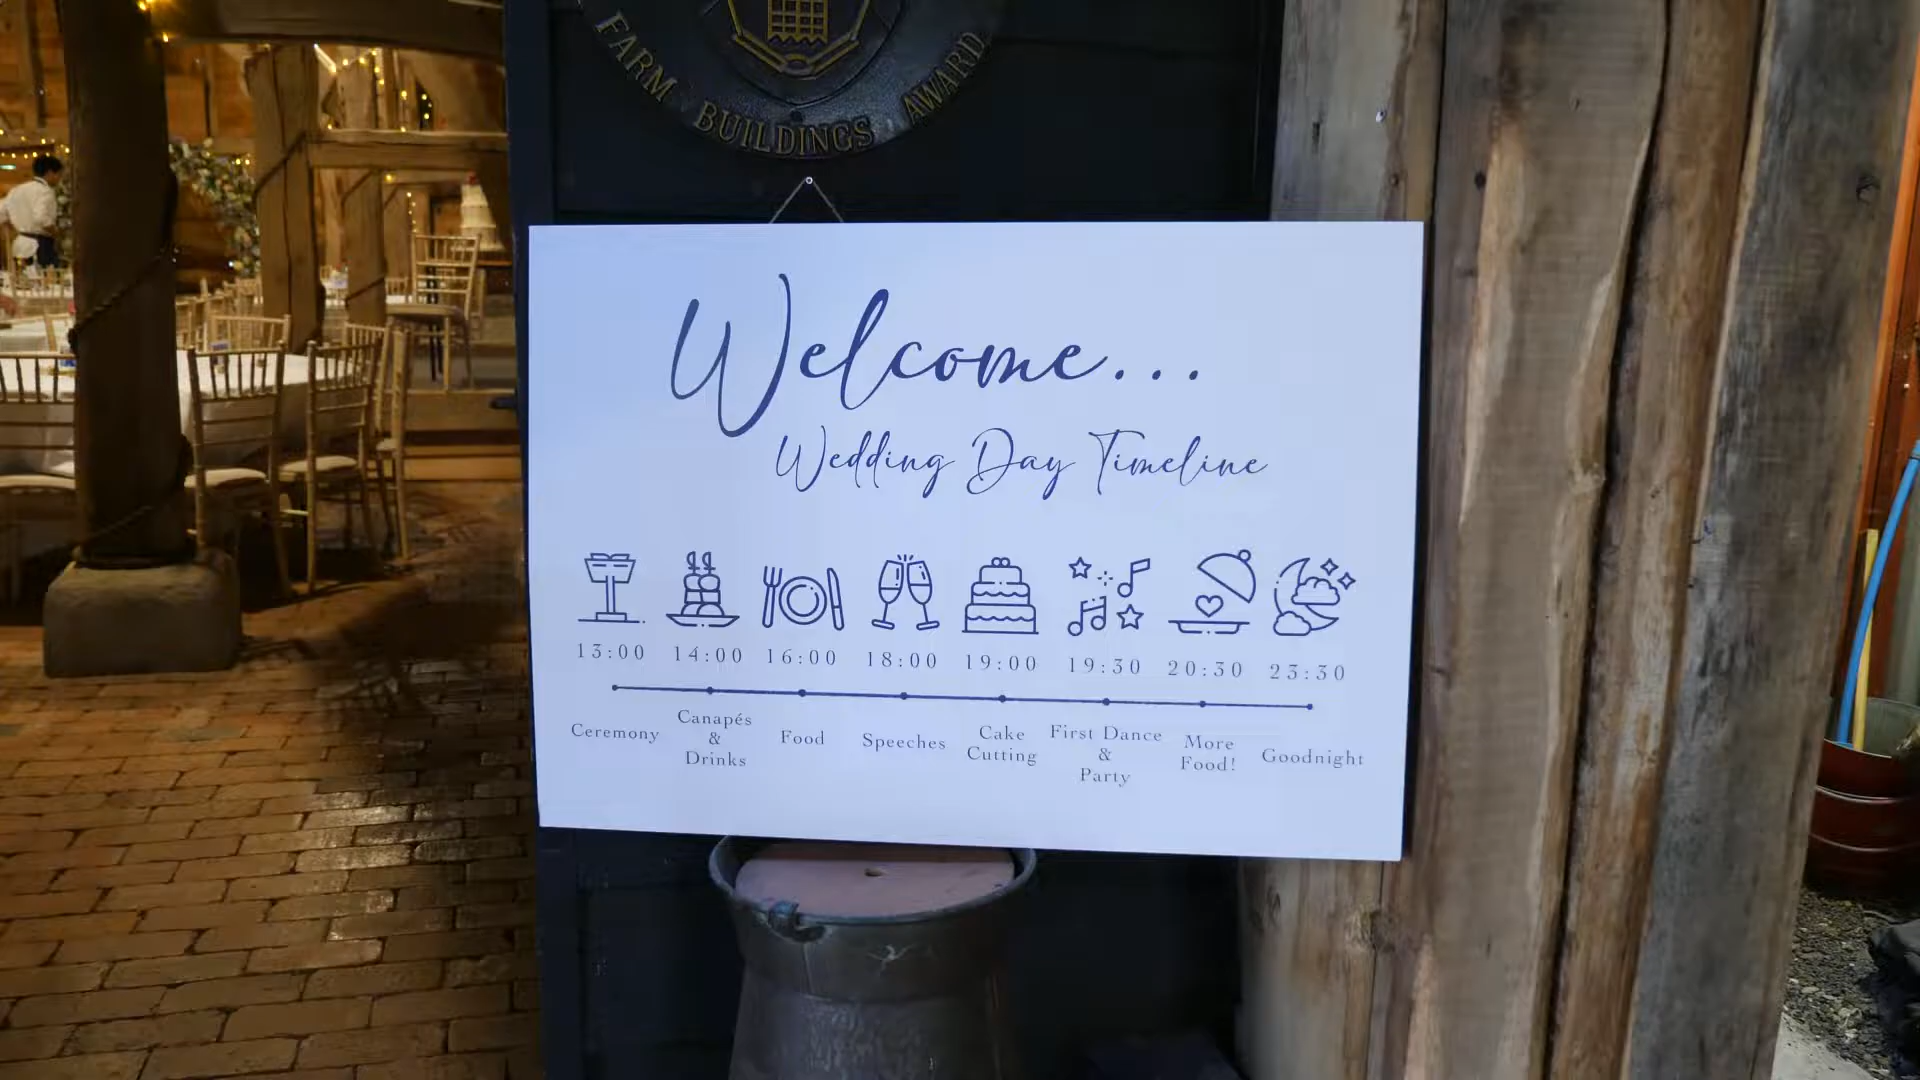 FARM BUILDINGS AWARD
Welcome...
Wedding Day Timeline
13:00 14:00 16:00 18:00 19:00 19:30 20:30 23:30
Ceremony
Canapés
&
Drinks
Food
Speeches
Cake
Cutting
First Dance
&
Party
More
Food!
Goodnight